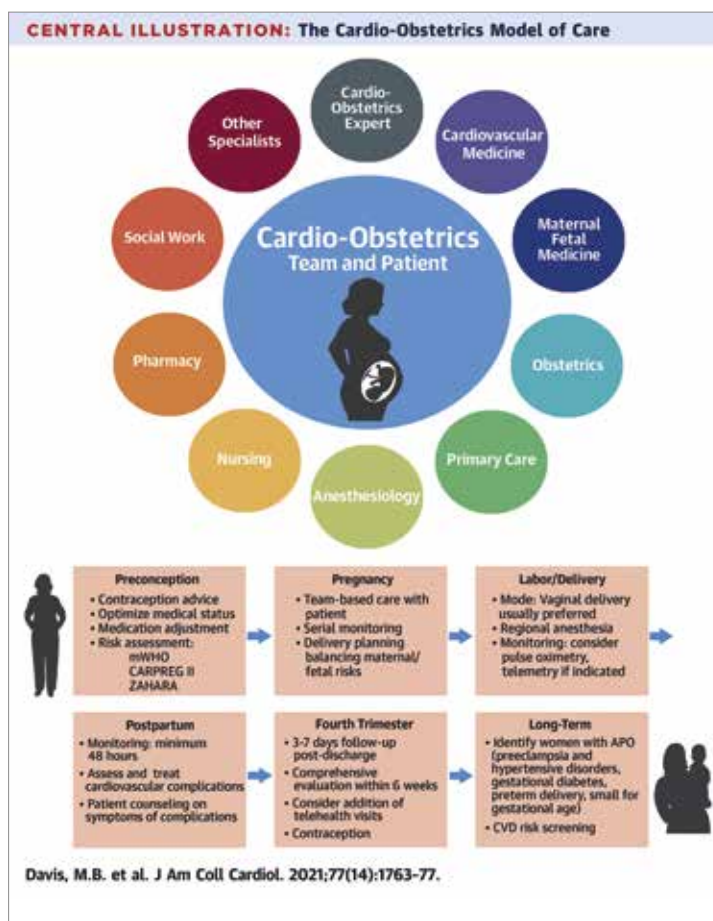 CENTRAL ILLUSTRATION: The Cardio-Obstetrics Model of Care
Cardio-
Obstetrics
Expert
Cardiovascular
Medicine
Maternal
Fetal
Medicine
Obstetrics
Primary Care
Anesthesiology
Nursing
Pharmacy
Social Work
Other
Specialists
Cardio-Obstetrics
Team and Patient
Preconception
• Contraception advice
• Optimize medical status
• Medication adjustment
• Risk assessment:
mWHO
CARPREG II
ZAHARA
Pregnancy
• Team-based care with
patient
• Serial monitoring
• Delivery planning
balancing maternal/
fetal risks
Labor/Delivery
• Mode: Vaginal delivery
usually preferred
• Regional anesthesia
• Monitoring: consider
pulse oximetry,
telemetry if indicated
Postpartum
• Monitoring: minimum
48 hours
• Assess and treat
cardiovascular complications
• Patient counseling on
symptoms of complications
Fourth Trimester
• 3-7 days follow-up
post-discharge
• Comprehensive
evaluation within 6 weeks
• Consider addition of
telehealth visits
• Contraception
Long-Term
• Identify women with APO
(preeclampsia and
hypertensive disorders,
gestational diabetes,
preterm delivery, small for
gestational age)
• CVD risk screening
Davis, M.B. et al. J Am Coll Cardiol. 2021;77(14):1763-77.